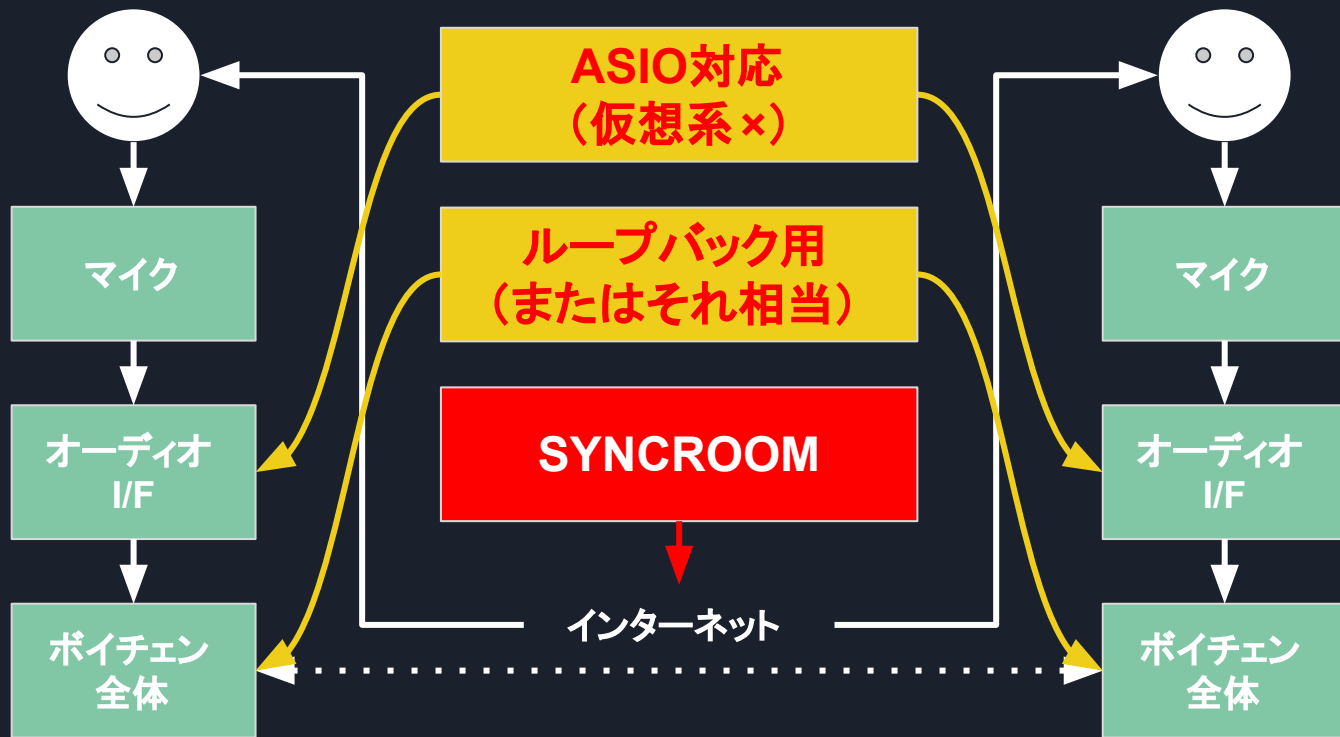 ASIO対応
（仮想系×）
マイク
ループバック用
（またはそれ相当）
マイク
オーディオ
I/F
SYNCROOM
オーディオ
I/F
ボイチェン
全体
インターネット
ボイチェン
全体